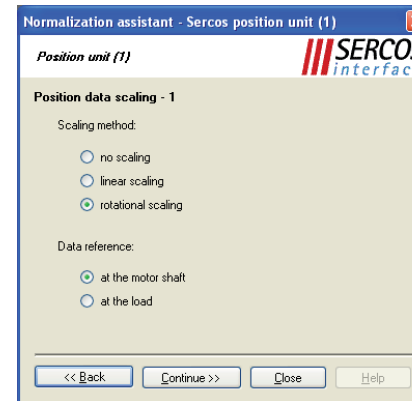 Normalization assistant - Sercos position unit (1)
Position unit (1)
SERCOS
interfac
Position data scaling - 1
Scaling method:
no scaling
linear scaling
rotational scaling
Data reference:
at the motor shaft
at the load
<< Back
Continue >>
Close
Help